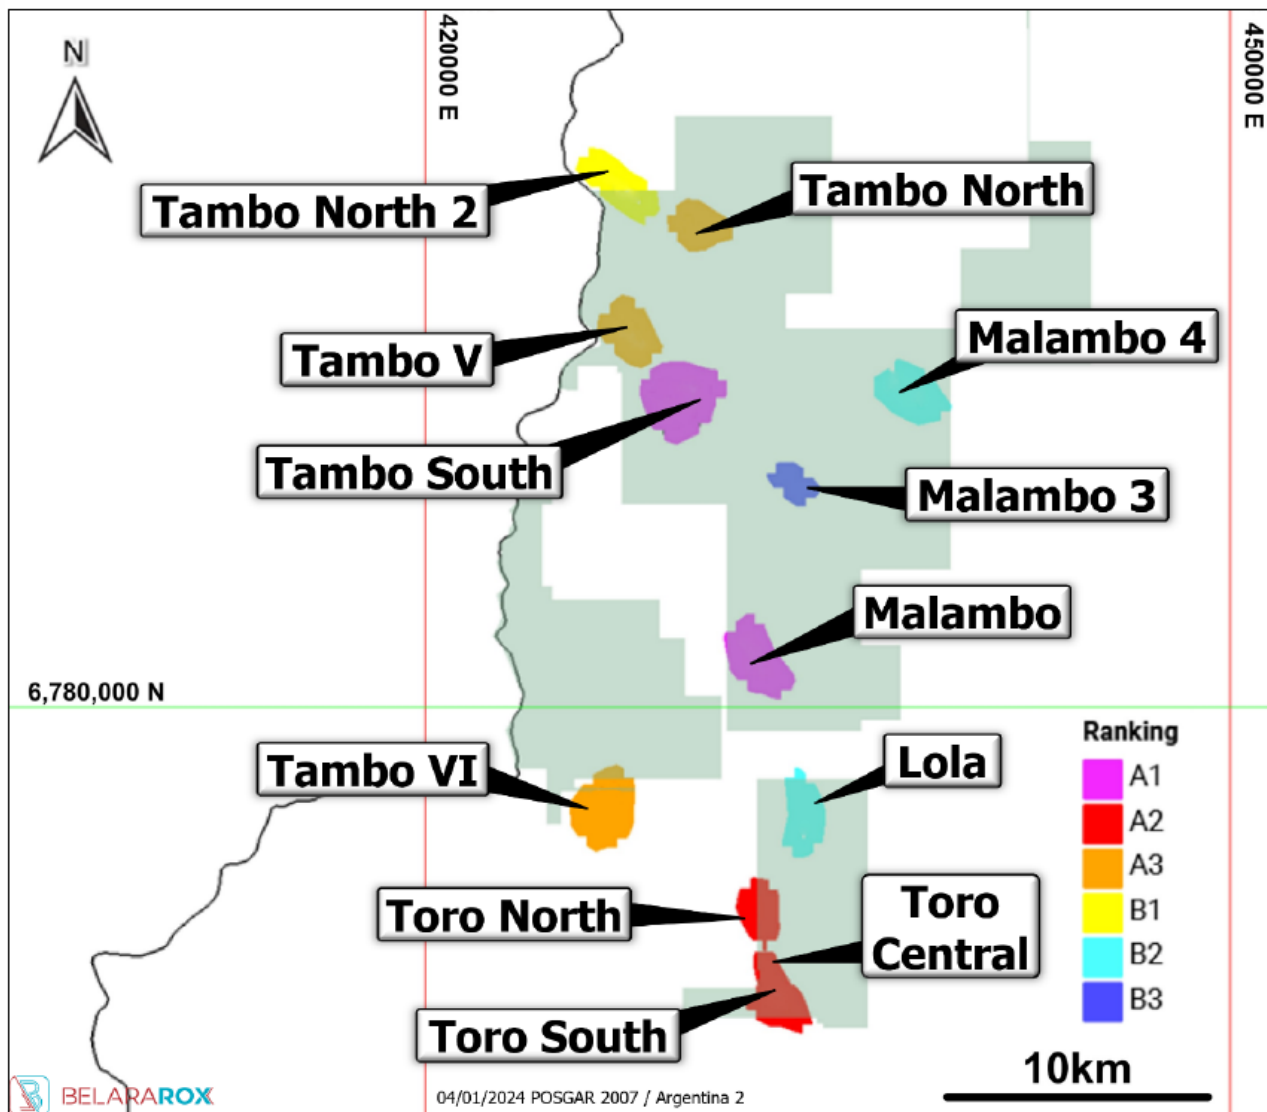 N
420000 E
450000 E
Tambo North 2
Tambo North
Tambo V
Malambo 4
Tambo South
Malambo 3
Malambo
6,780,000 N
Tambo VI
Lola
Toro North
Toro
Central
Toro South
Ranking
A1
A2
A3
B1
B2
B3
10km
BELARAROX
04/01/2024 POSGAR 2007 / Argentina 2